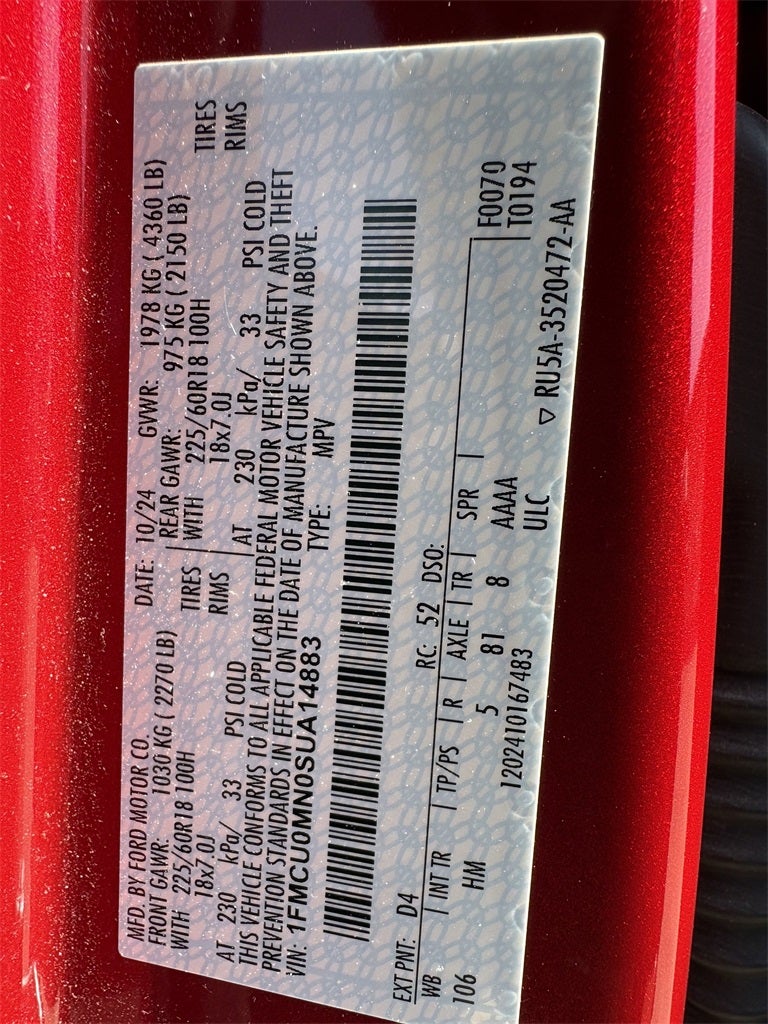 MFD. BY FORD MOTOR CO. DATE: 10/24 GVWR: 1978 KG ( 4360 LB)
FRONT GAWR: 1030 KG ( 2270 LB) REAR GAWR: 975 KG ( 2150 LB)
WITH 225/60R18 100H TIRES WITH 225/60R18 100H TIRES
18x7.0J RIMS 18x7.0J RIMS
AT 230 kPa/ 33 PSI COLD AT 230 kPa/ 33 PSI COLD
THIS VEHICLE CONFORMS TO ALL APPLICABLE FEDERAL MOTOR VEHICLE SAFETY AND THEFT
PREVENTION STANDARDS IN EFFECT ON THE DATE OF MANUFACTURE SHOWN ABOVE.
VIN: 1FMCU0MN0SUA14883 TYPE: MPV
EXT PNT: D4 RC: 52 DSO: F0070
WB INT TR TP/PS R AXLE TR SPR T0194
106 HM 5 81 8 AAAA
1202410167483 ULC
▽ RU5A-3520472-AA